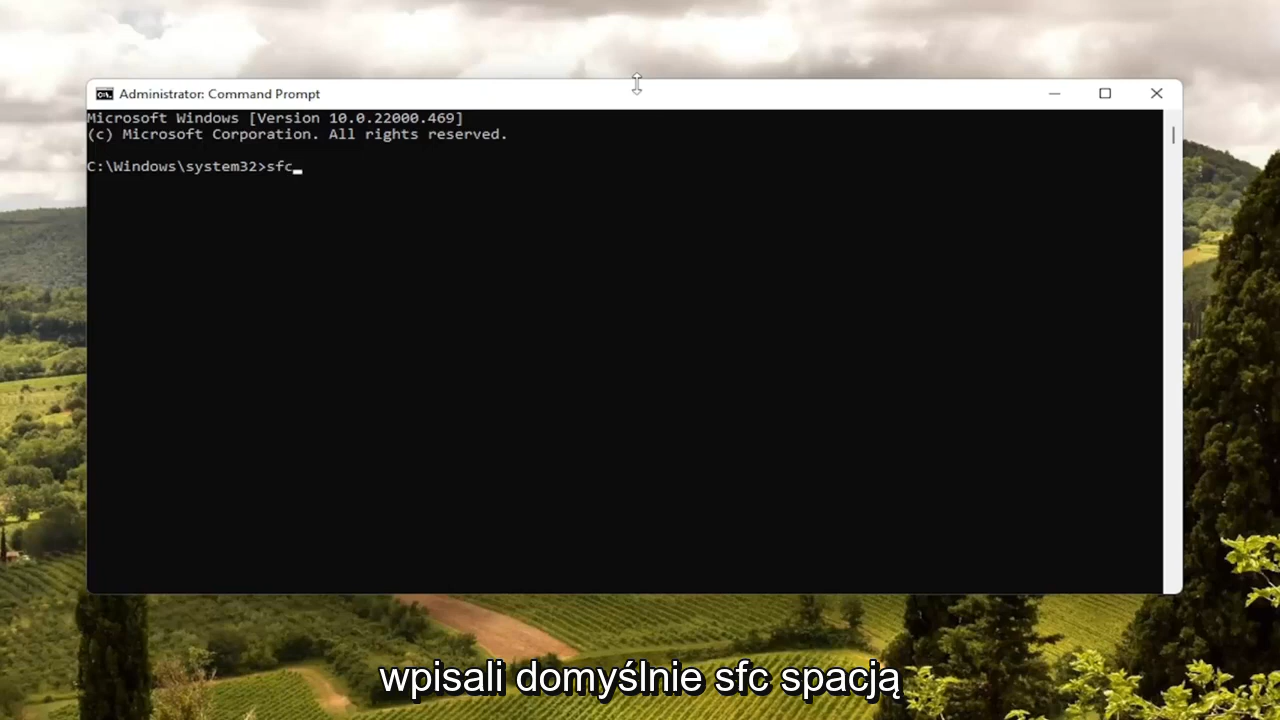 Administrator: Command Prompt
Microsoft Windows [Version 10.0.22000.469]
(c) Microsoft Corporation. All rights reserved.
C:\Windows\system32>sfc
wpisali domyślnie sfc spacją